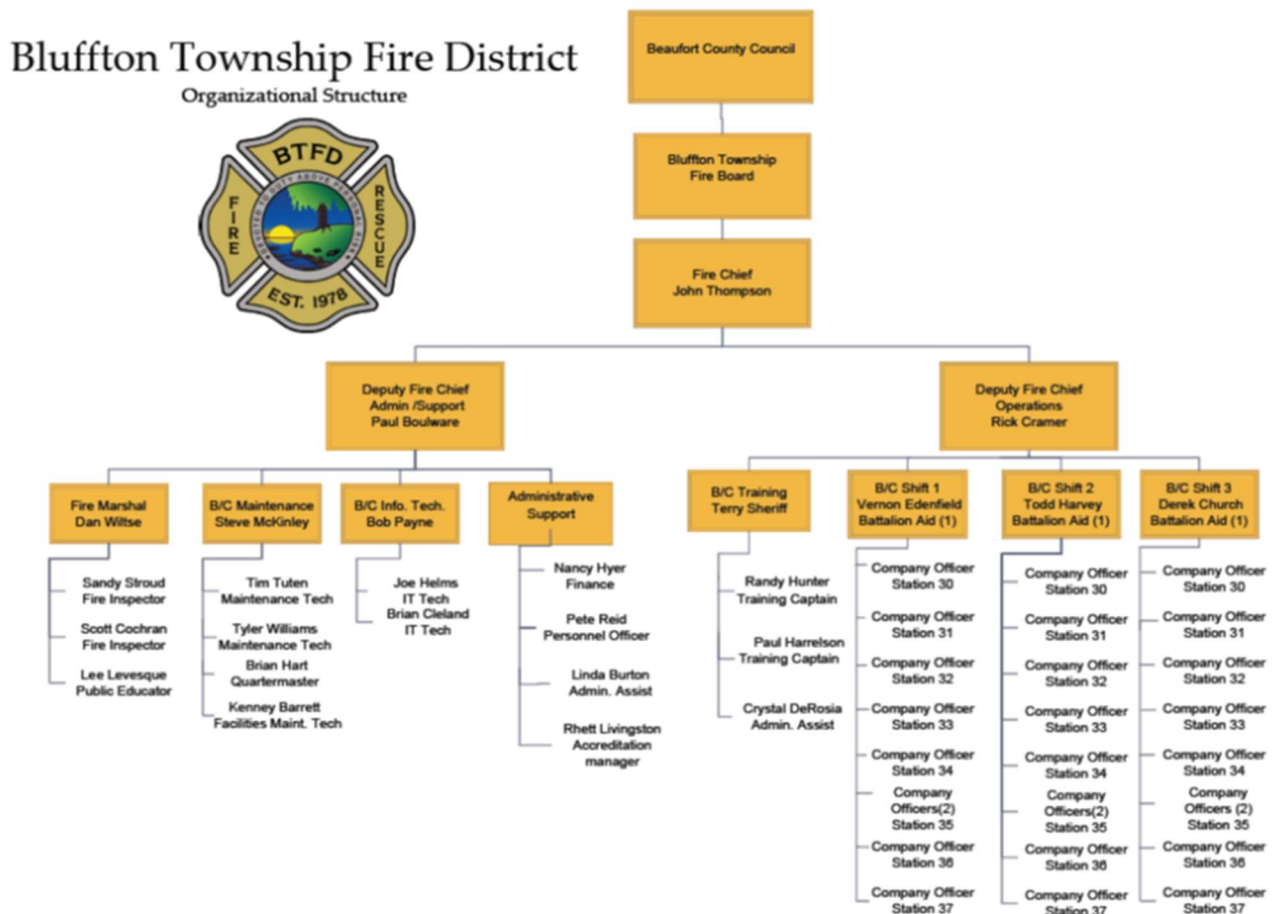 Bluffton Township Fire District
Organizational Structure
BTFD
FIRE
RESCUE
EST. 1978
DEVOTED TO DUTY ABOVE PERSONAL RISK
Beaufort County Council
Bluffton Township
Fire Board
Fire Chief
John Thompson
Deputy Fire Chief
Admin /Support
Paul Boulware
Deputy Fire Chief
Operations
Rick Cramer
Fire Marshal
Dan Wiltse
Sandy Stroud
Fire Inspector
Scott Cochran
Fire Inspector
Lee Levesque
Public Educator
B/C Maintenance
Steve McKinley
Tim Tuten
Maintenance Tech
Tyler Williams
Maintenance Tech
Brian Hart
Quartermaster
Kenney Barrett
Facilities Maint. Tech
B/C Info. Tech.
Bob Payne
Joe Helms
IT Tech
Brian Cleland
IT Tech
Administrative
Support
Nancy Hyer
Finance
Pete Reid
Personnel Officer
Linda Burton
Admin. Assist
Rhett Livingston
Accreditation
manager
B/C Training
Terry Sheriff
Randy Hunter
Training Captain
Paul Harrelson
Training Captain
Crystal DeRosia
Admin. Assist
B/C Shift 1
Vernon Edenfield
Battalion Aid (1)
Company Officer
Station 30
Company Officer
Station 31
Company Officer
Station 32
Company Officer
Station 33
Company Officer
Station 34
Company
Officers(2)
Station 35
Company Officer
Station 36
Company Officer
Station 37
B/C Shift 2
Todd Harvey
Battalion Aid (1)
Company Officer
Station 30
Company Officer
Station 31
Company Officer
Station 32
Company Officer
Station 33
Company Officer
Station 34
Company
Officers(2)
Station 35
Company Officer
Station 36
Company Officer
Station 37
B/C Shift 3
Derek Church
Battalion Aid (1)
Company Officer
Station 30
Company Officer
Station 31
Company Officer
Station 32
Company Officer
Station 33
Company Officer
Station 34
Company
Officers (2)
Station 35
Company Officer
Station 36
Company Officer
Station 37